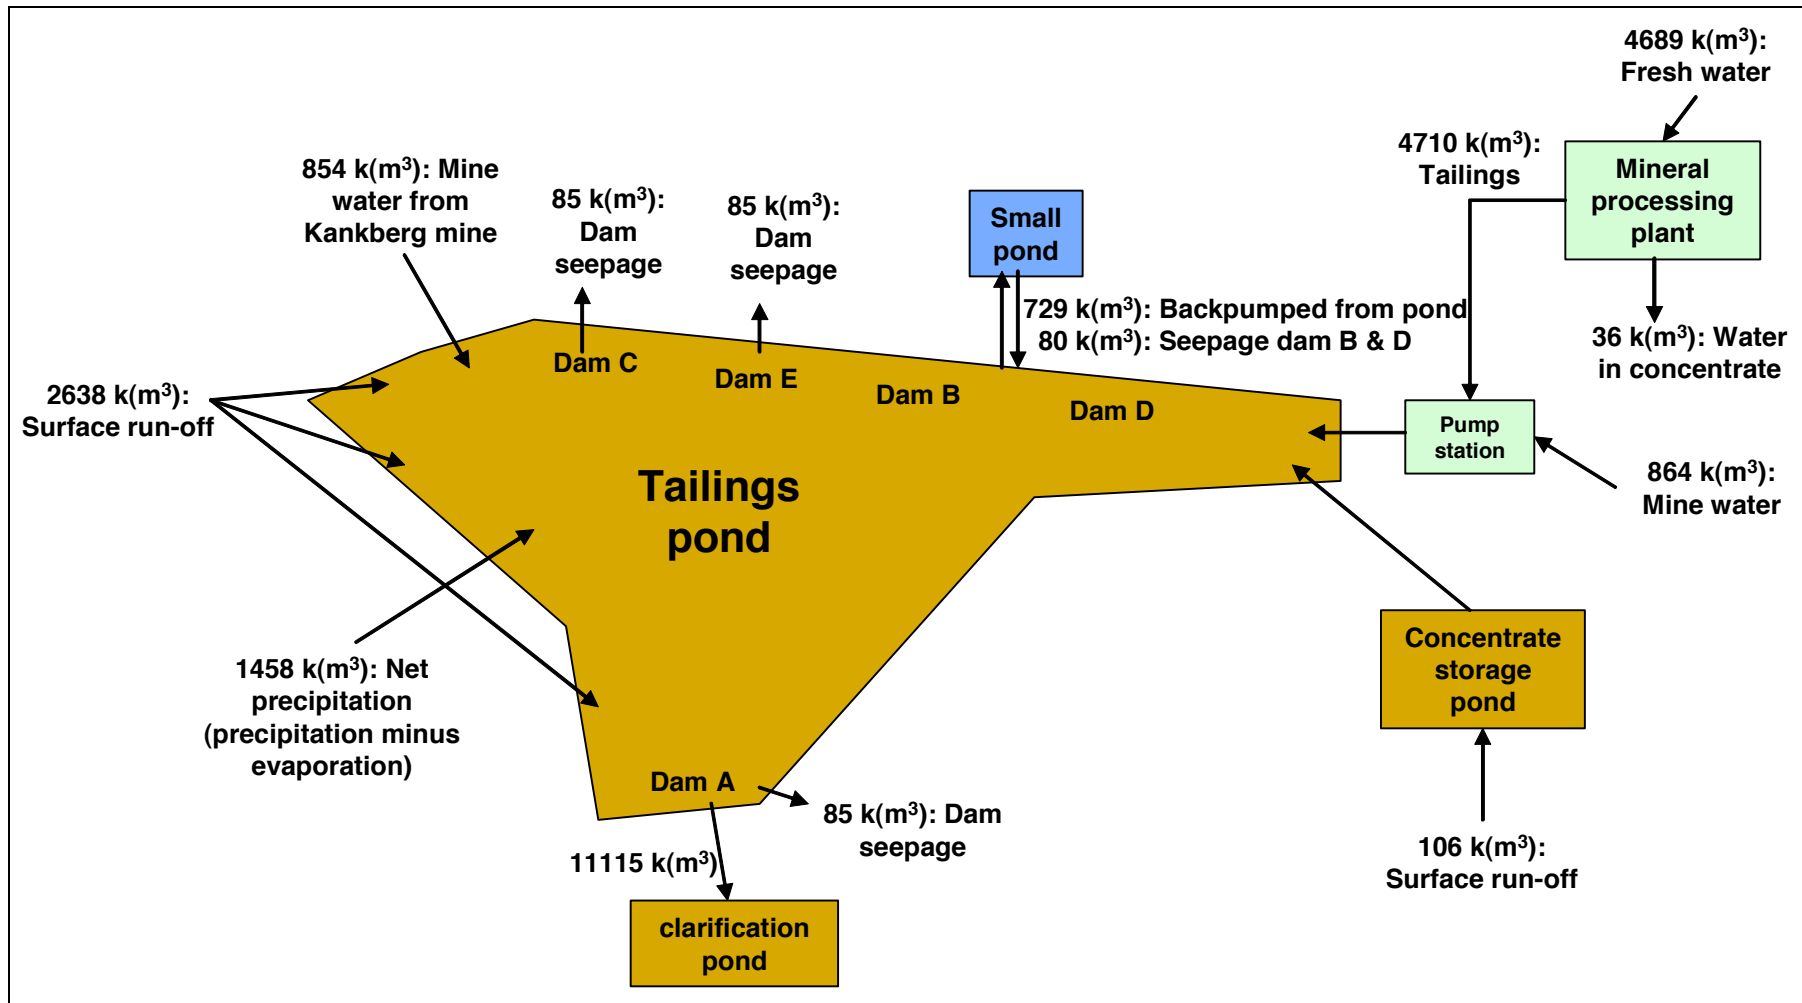 4689 k(m³):
Fresh water
4710 k(m³):
Tailings
Mineral
processing
plant
854 k(m³): Mine
water from
Kankberg mine
85 k(m³):
Dam
seepage
85 k(m³):
Dam
seepage
Small
pond
729 k(m³): Backpumped from pond
80 k(m³): Seepage dam B & D
36 k(m³): Water
in concentrate
Dam C
Dam E
Dam B
Dam D
2638 k(m³):
Surface run-off
Pump
station
864 k(m³):
Mine water
Tailings
pond
Concentrate
storage
pond
1458 k(m³): Net
precipitation
(precipitation minus
evaporation)
Dam A
85 k(m³): Dam
seepage
11115 k(m³)
106 k(m³):
Surface run-off
clarification
pond